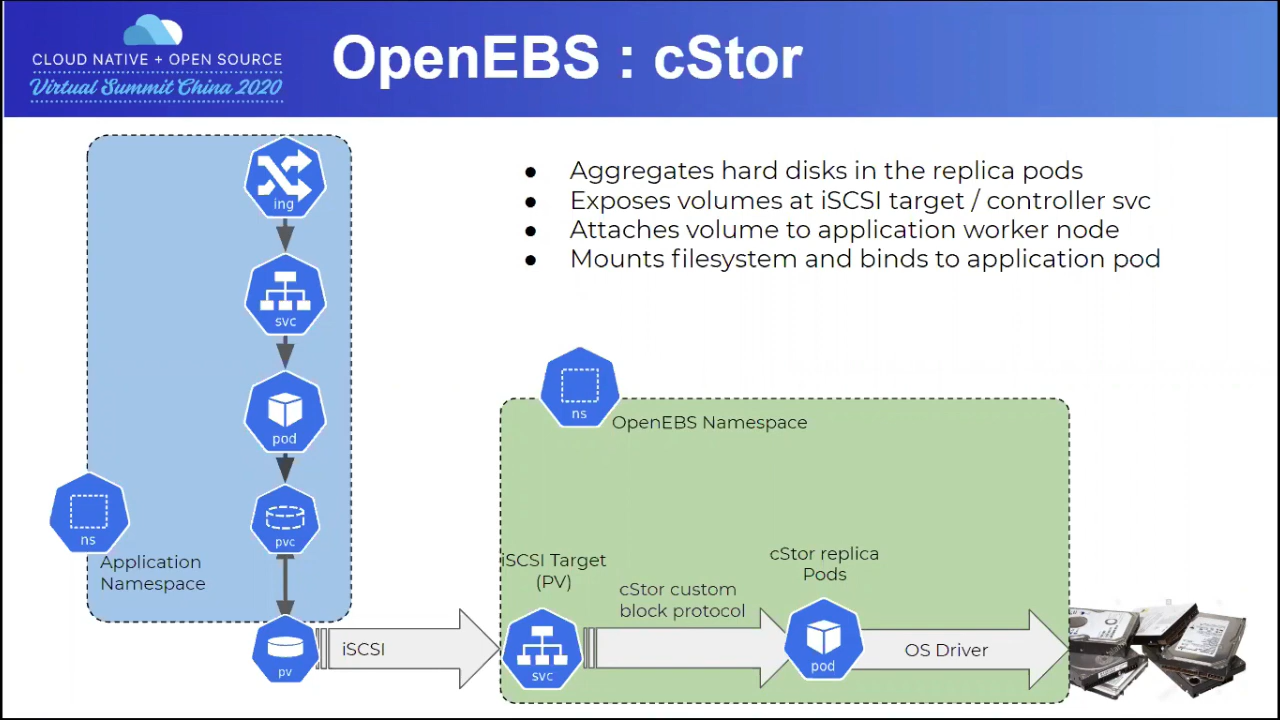 CLOUD NATIVE + OPEN SOURCE
Virtual Summit China 2020
OpenEBS : cStor
● Aggregates hard disks in the replica pods
● Exposes volumes at iSCSI target / controller svc
● Attaches volume to application worker node
● Mounts filesystem and binds to application pod
ing
svc
pod
pvc
ns
Application
Namespace
pv
iSCSI
ns
OpenEBS Namespace
iSCSI Target
(PV)
svc
cStor custom
block protocol
cStor replica
Pods
pod
OS Driver